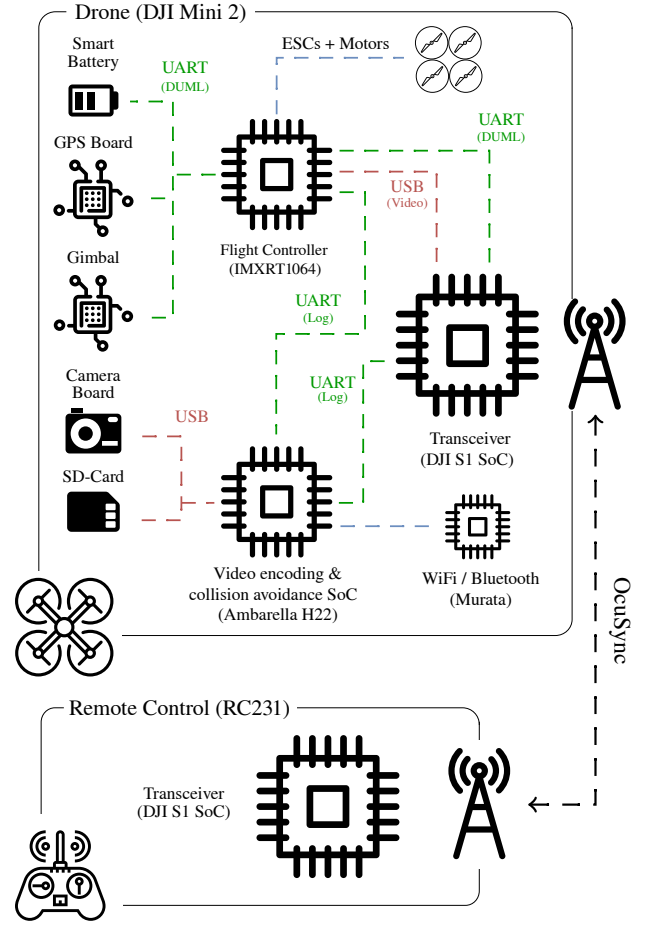 Drone (DJI Mini 2)
Smart
Battery
ESCs + Motors
UART
(DUML)
GPS Board
UART
(DUML)
USB
(Video)
Gimbal
Flight Controller
(IMXRT1064)
UART
(Log)
Camera
Board
UART
(Log)
USB
Transceiver
(DJI S1 SoC)
SD-Card
Video encoding &
collision avoidance SoC
(Ambarella H22)
WiFi / Bluetooth
(Murata)
OcuSync
Remote Control (RC231)
Transceiver
(DJI S1 SoC)